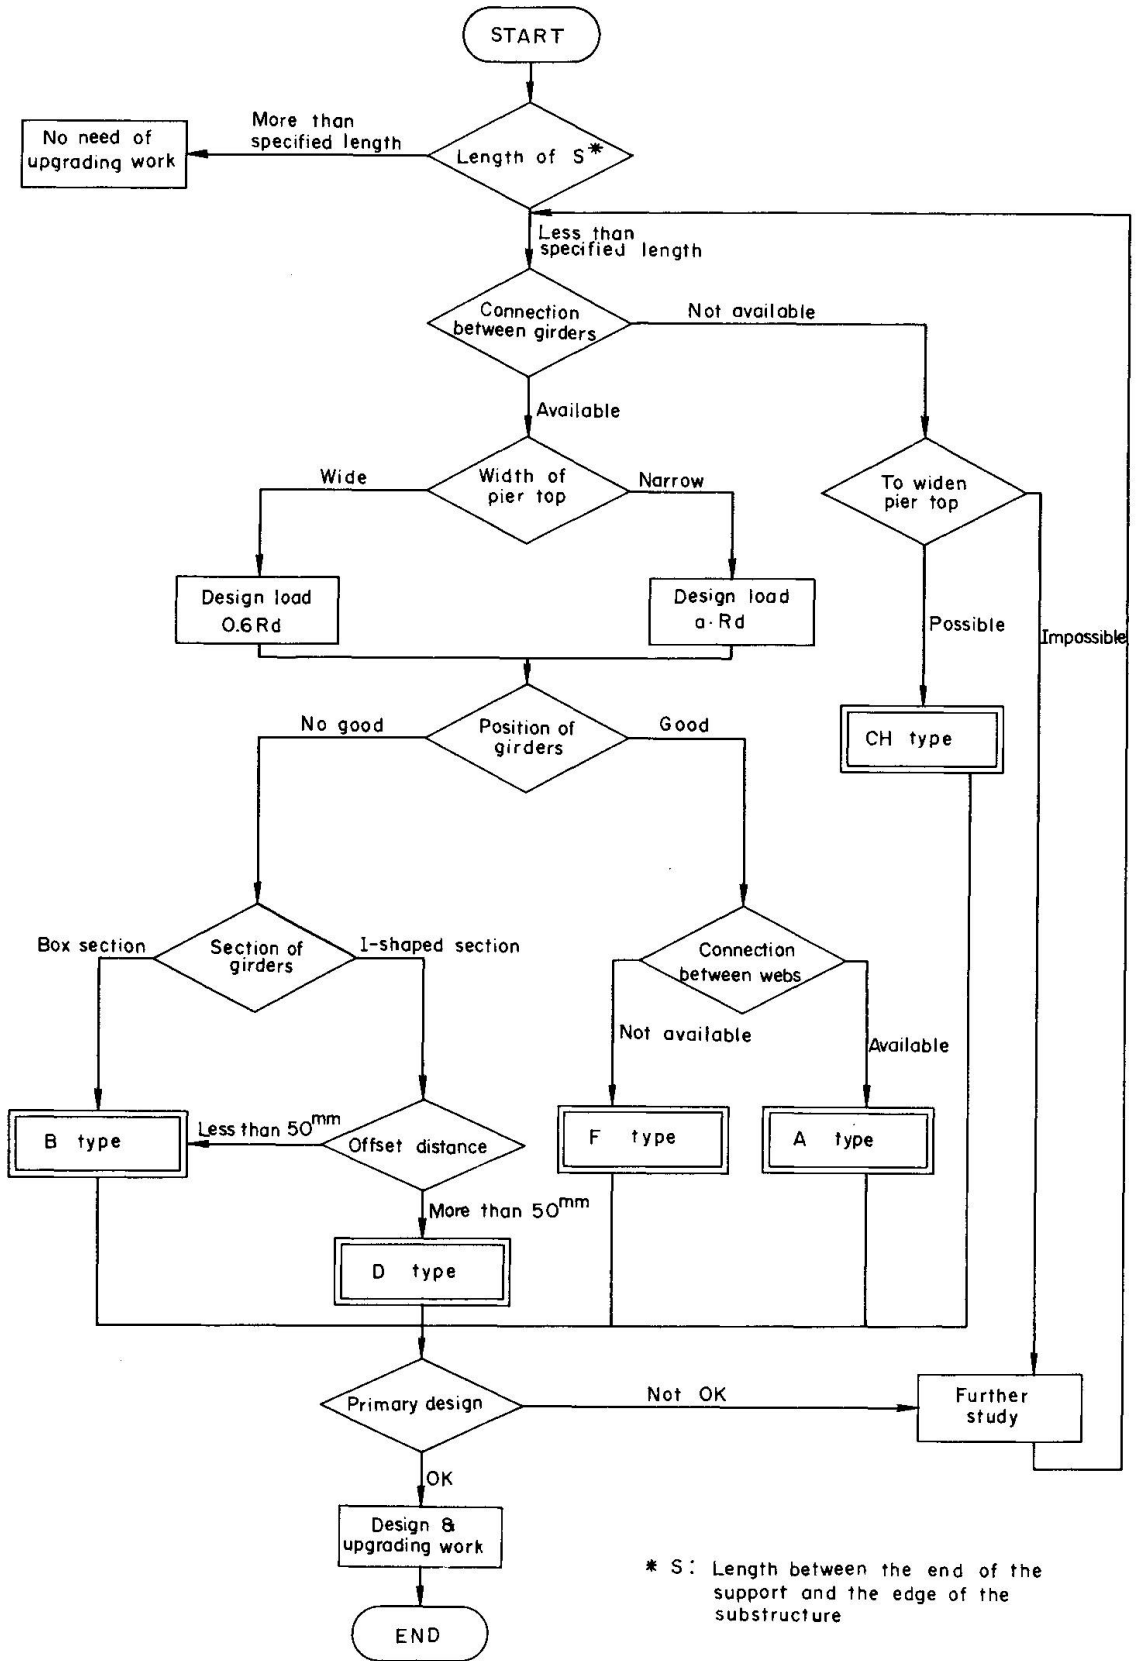 START
More than
specified length
No need of
upgrading work
Length of S*
Less than
specified length
Connection
between girders
Not available
Available
Width of
pier top
Wide
Narrow
To widen
pier top
Design load
0.6Rd
Design load
a·Rd
Possible
Impossible
No good
Position of
girders
Good
CH type
Box section
Section of
girders
I-shaped section
Connection
between webs
Not available
Available
B type
Less than 50mm
Offset distance
F type
A type
More than 50mm
D type
Primary design
Not OK
Further
study
OK
Design &
upgrading work
END
* S: Length between the end of the
support and the edge of the
substructure